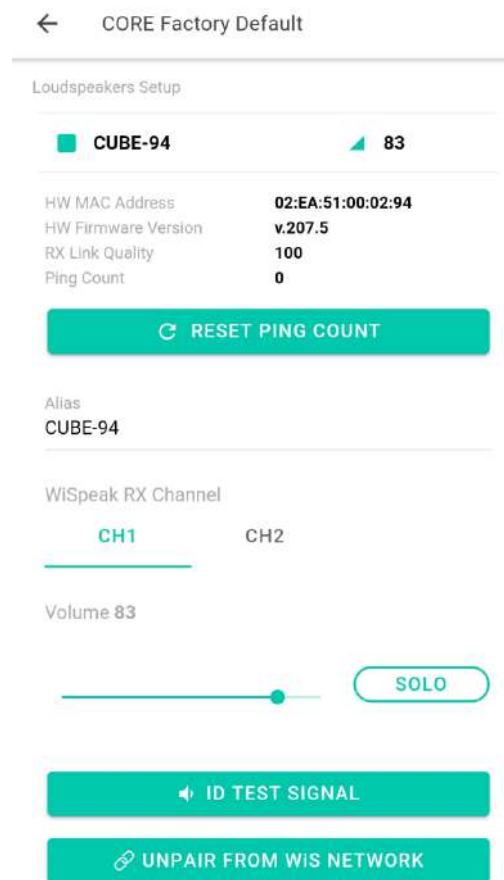 CORE Factory Default
Loudspeakers Setup
CUBE-94 83
HW MAC Address 02:EA:51:00:02:94
HW Firmware Version v.207.5
RX Link Quality 100
Ping Count 0
RESET PING COUNT
Alias
CUBE-94
WiSpeak RX Channel
CH1 CH2
Volume 83
SOLO
ID TEST SIGNAL
UNPAIR FROM WiS NETWORK